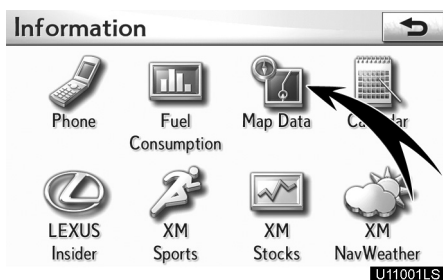 Information
Phone
Fuel
Consumption
Map Data
LEXUS
Insider
XM
Sports
XM
Stocks
XM
NavWeather
U11001LS